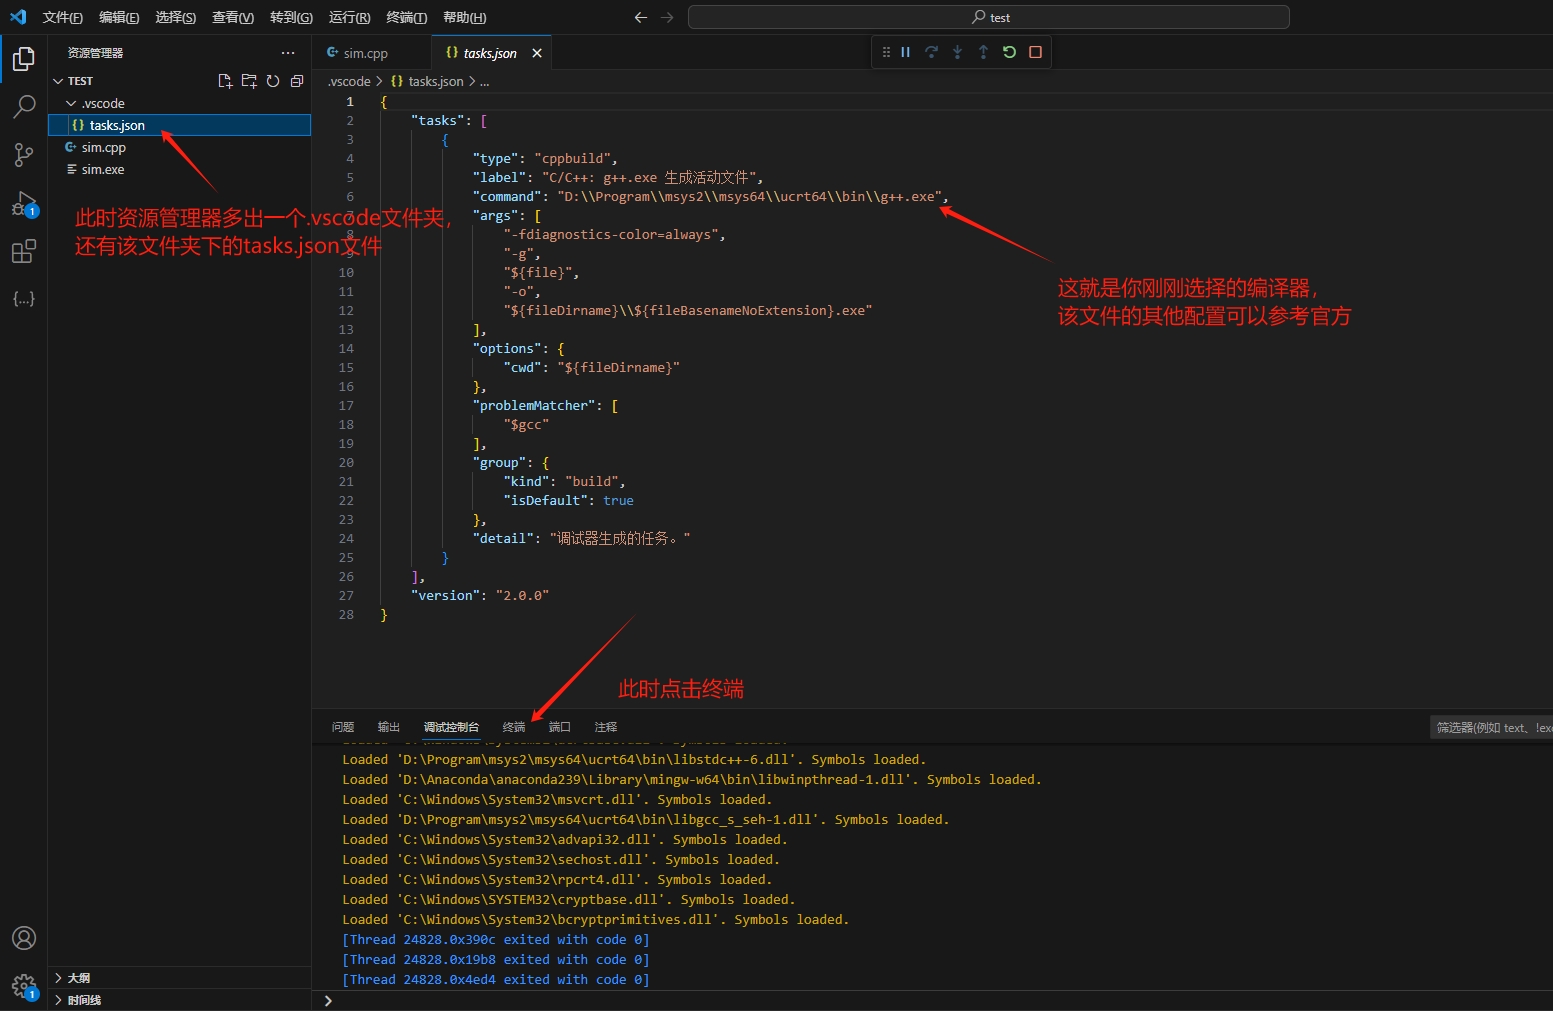 文件(F) 编辑(E) 选择(S) 查看(V) 转到(G) 运行(R) 终端(T) 帮助(H)
test
资源管理器
sim.cpp
{} tasks.json
TEST
.vscode
{} tasks.json
sim.cpp
sim.exe
此时资源管理器多出一个.vscode文件夹,
还有该文件夹下的tasks.json文件
1
1
大纲
时间线
.vscode > {} tasks.json > ...
1 {
2 "tasks": [
3 {
4 "type": "cppbuild",
5 "label": "C/C++: g++.exe 生成活动文件",
6 "command": "D:\\Program\\msys2\\msys64\\ucrt64\\bin\\g++.exe",
"args": [
8 "-fdiagnostics-color=always",
9 "-g",
10 "${file}",
11 "-o",
12 "${fileDirname}\\${fileBasenameNoExtension}.exe"
13 ],
14 "options": {
15 "cwd": "${fileDirname}"
16 },
17 "problemMatcher": [
18 "$gcc"
19 ],
20 "group": {
21 "kind": "build",
22 "isDefault": true
23 },
24 "detail": "调试器生成的任务。"
25 }
26 ],
27 "version": "2.0.0"
28 }
这就是你刚刚选择的编译器,
该文件的其他配置可以参考官方
此时点击终端
问题 输出 调试控制台 终端 端口 注释
筛选器(例如 text、!exc
Loaded 'D:\Program\msys2\msys64\ucrt64\bin\libstdc++-6.dll'. Symbols loaded.
Loaded 'D:\Anaconda\anaconda239\Library\mingw-w64\bin\libwinpthread-1.dll'. Symbols loaded.
Loaded 'C:\Windows\System32\msvcrt.dll'. Symbols loaded.
Loaded 'D:\Program\msys2\msys64\ucrt64\bin\libgcc_s_seh-1.dll'. Symbols loaded.
Loaded 'C:\Windows\System32\advapi32.dll'. Symbols loaded.
Loaded 'C:\Windows\System32\sechost.dll'. Symbols loaded.
Loaded 'C:\Windows\System32\rpcrt4.dll'. Symbols loaded.
Loaded 'C:\Windows\SYSTEM32\cryptbase.dll'. Symbols loaded.
Loaded 'C:\Windows\System32\bcryptprimitives.dll'. Symbols loaded.
[Thread 24828.0x390c exited with code 0]
[Thread 24828.0x19b8 exited with code 0]
[Thread 24828.0x4ed4 exited with code 0]